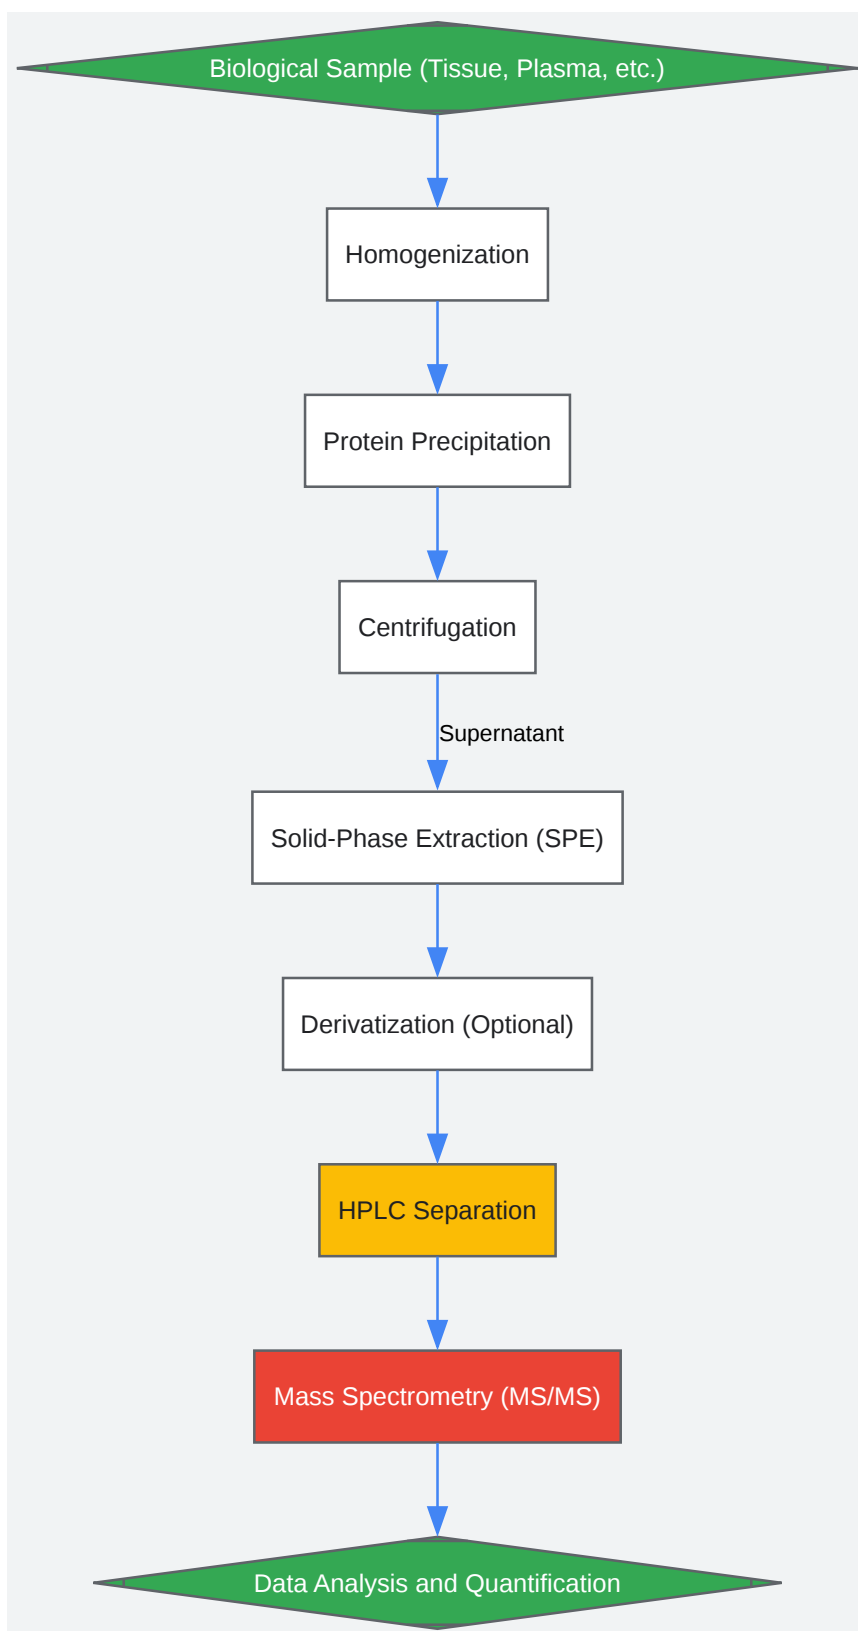 Biological Sample (Tissue, Plasma, etc.)
Homogenization
Protein Precipitation
Centrifugation
Supernatant
Solid-Phase Extraction (SPE)
Derivatization (Optional)
HPLC Separation
Mass Spectrometry (MS/MS)
Data Analysis and Quantification